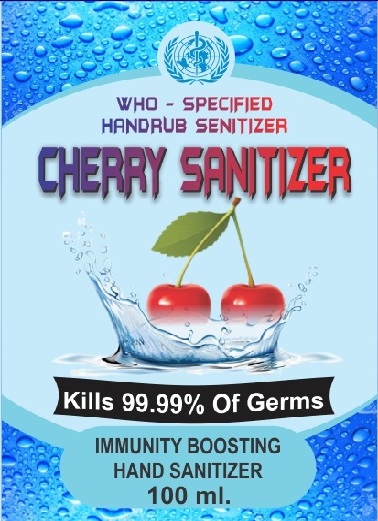 WHO - SPECIFIED
HANDRUB SENITIZER
CHERRY SANITIZER
Kills 99.99% Of Germs
IMMUNITY BOOSTING
HAND SANITIZER
100 ml.